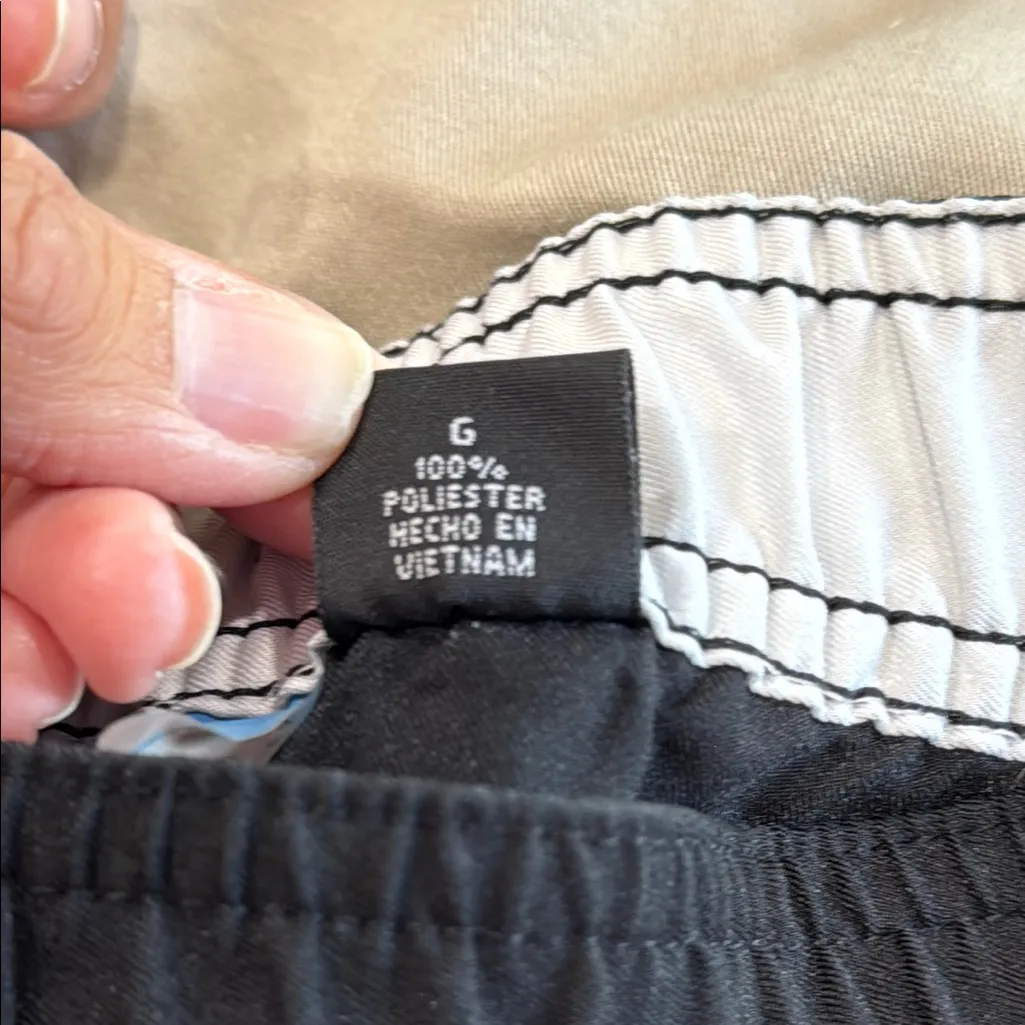 G
100%
POLIESTER
HECHO EN
VIETNAM